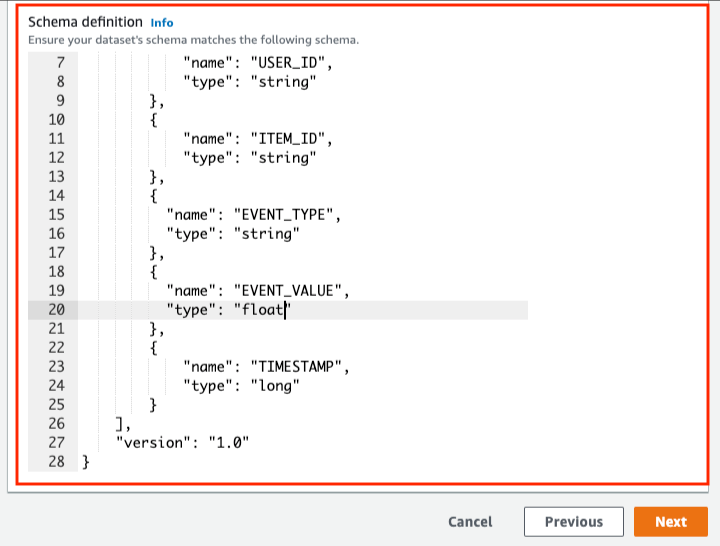 Schema definition Info
Ensure your dataset's schema matches the following schema.
7 "name": "USER_ID",
8 "type": "string"
9 },
10 {
11 "name": "ITEM_ID",
12 "type": "string"
13 },
14 {
15 "name": "EVENT_TYPE",
16 "type": "string"
17 },
18 {
19 "name": "EVENT_VALUE",
20 "type": "float"
21 },
22 {
23 "name": "TIMESTAMP",
24 "type": "long"
25 }
26 ],
27 "version": "1.0"
28 }
Cancel Previous Next